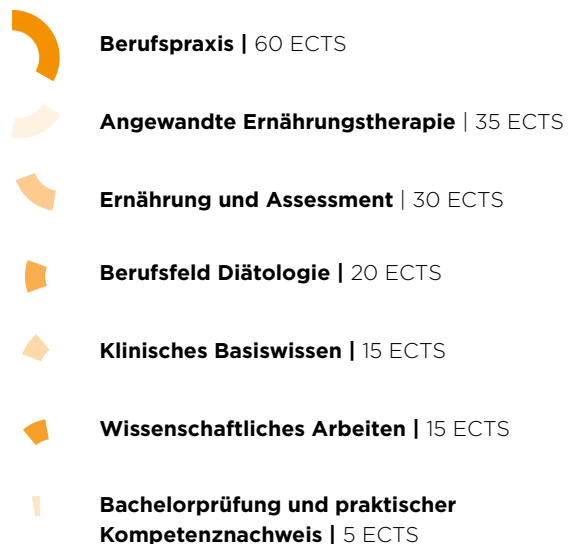 Berufspraxis | 60 ECTS
Angewandte Ernährungstherapie | 35 ECTS
Ernährung und Assessment | 30 ECTS
Berufsfeld Diätologie | 20 ECTS
Klinisches Basiswissen | 15 ECTS
Wissenschaftliches Arbeiten | 15 ECTS
Bachelorprüfung und praktischer
Kompetenznachweis | 5 ECTS